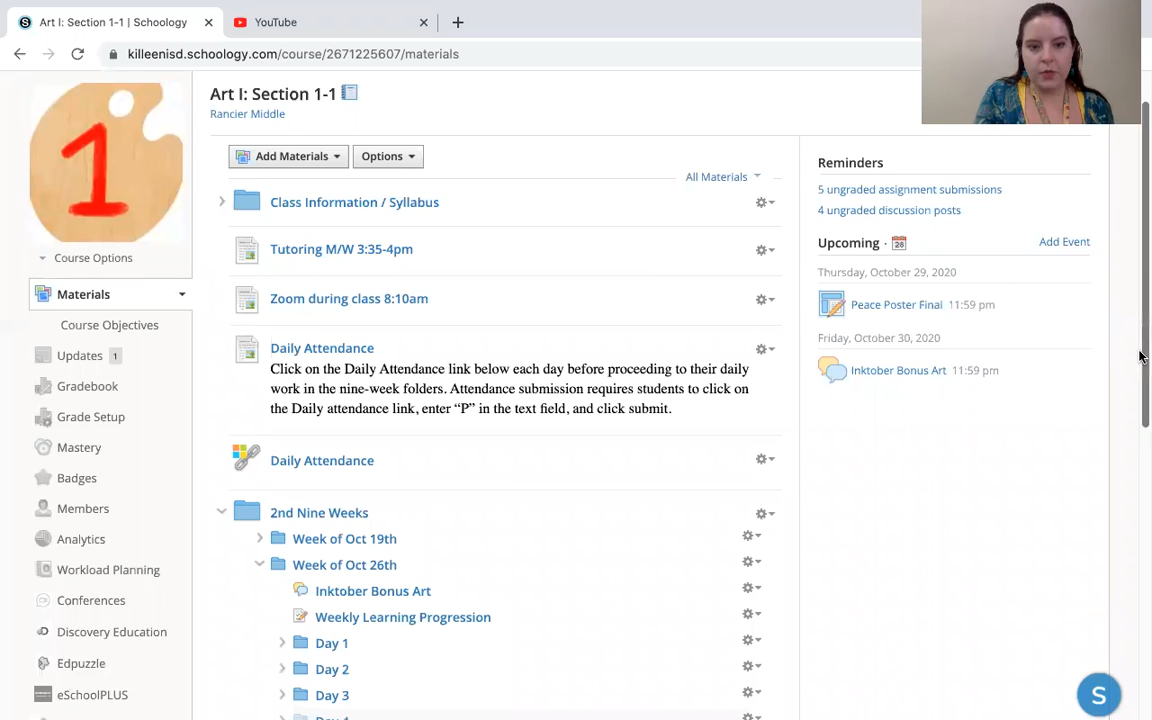 Art I: Section 1-1 | Schoology
YouTube
killeenisd.schoology.com/course/2671225607/materials
1
Course Options
Materials
Course Objectives
Updates 1
Gradebook
Grade Setup
Mastery
Badges
Members
Analytics
Workload Planning
Conferences
Discovery Education
Edpuzzle
eSchoolPLUS
Art I: Section 1-1
Rancier Middle
Add Materials
Options
All Materials
Class Information / Syllabus
Tutoring M/W 3:35-4pm
Zoom during class 8:10am
Daily Attendance
Click on the Daily Attendance link below each day before proceeding to their daily
work in the nine-week folders. Attendance submission requires students to click on
the Daily attendance link, enter “P” in the text field, and click submit.
Daily Attendance
2nd Nine Weeks
Week of Oct 19th
Week of Oct 26th
Inktober Bonus Art
Weekly Learning Progression
Day 1
Day 2
Day 3
Day 4
Reminders
5 ungraded assignment submissions
4 ungraded discussion posts
Upcoming · 28
Add Event
Thursday, October 29, 2020
Peace Poster Final 11:59 pm
Friday, October 30, 2020
Inktober Bonus Art 11:59 pm
S